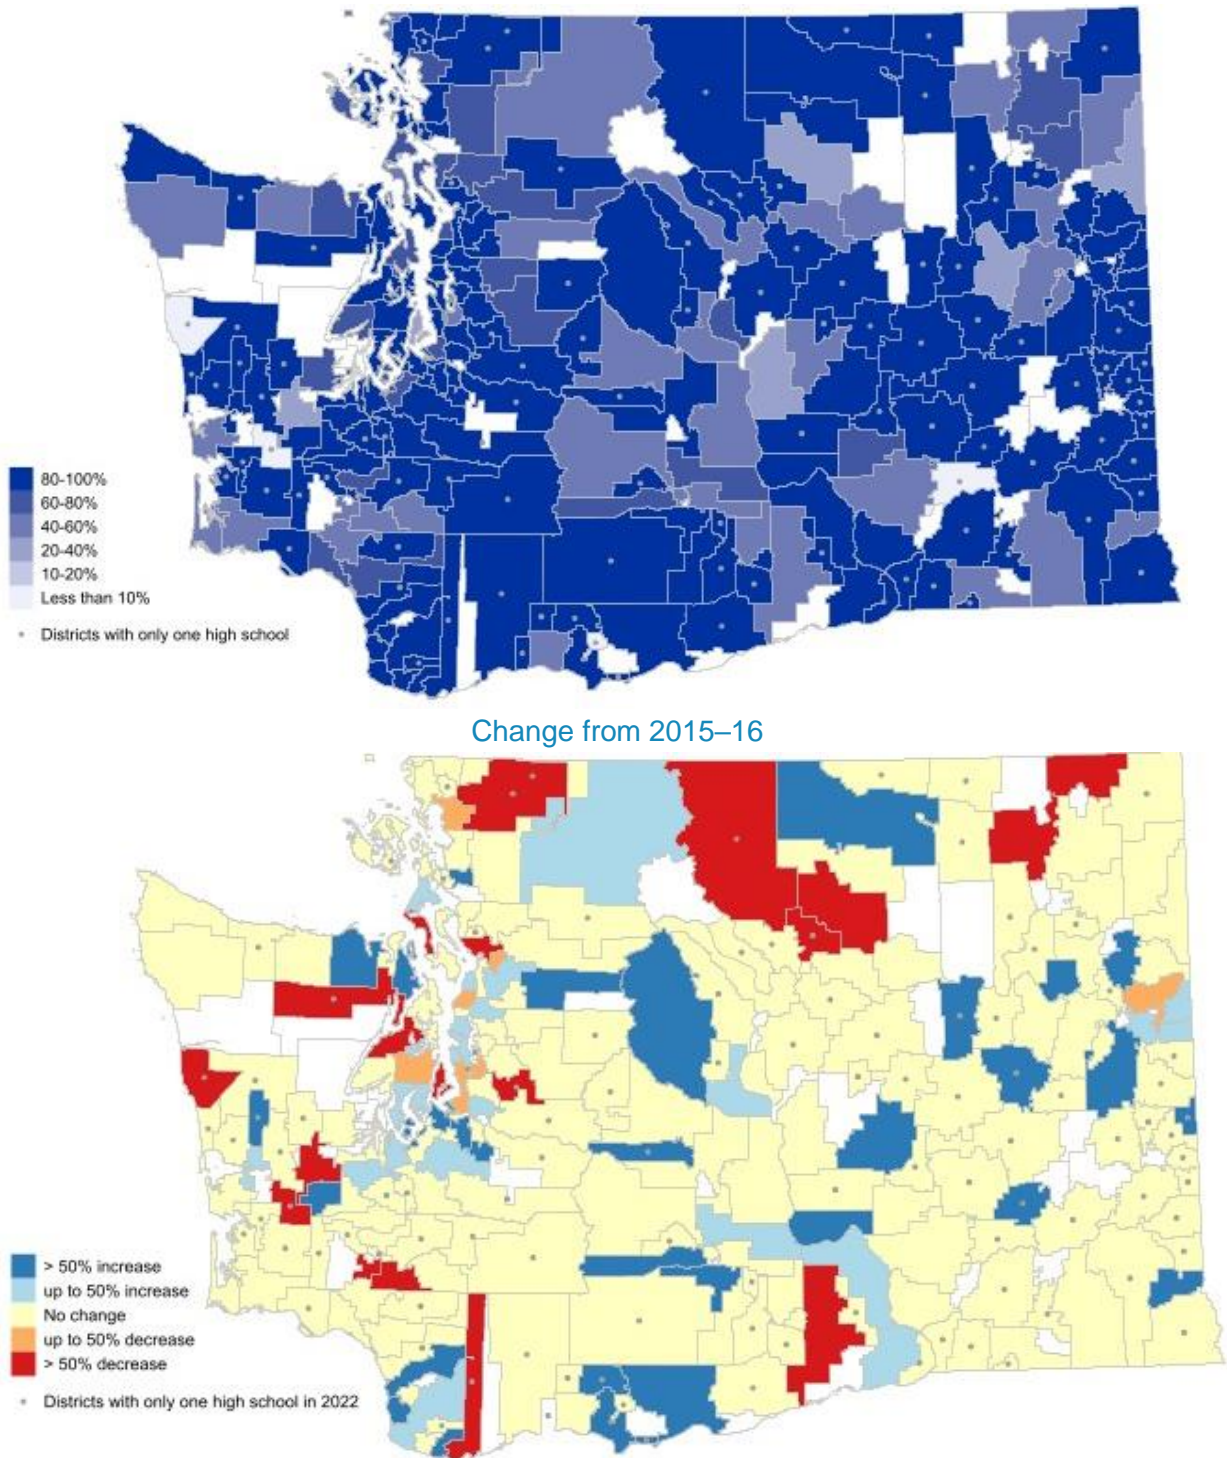 80-100%
60-80%
40-60%
20-40%
10-20%
Less than 10%
Districts with only one high school
Change from 2015–16
> 50% increase
up to 50% increase
No change
up to 50% decrease
> 50% decrease
Districts with only one high school in 2022